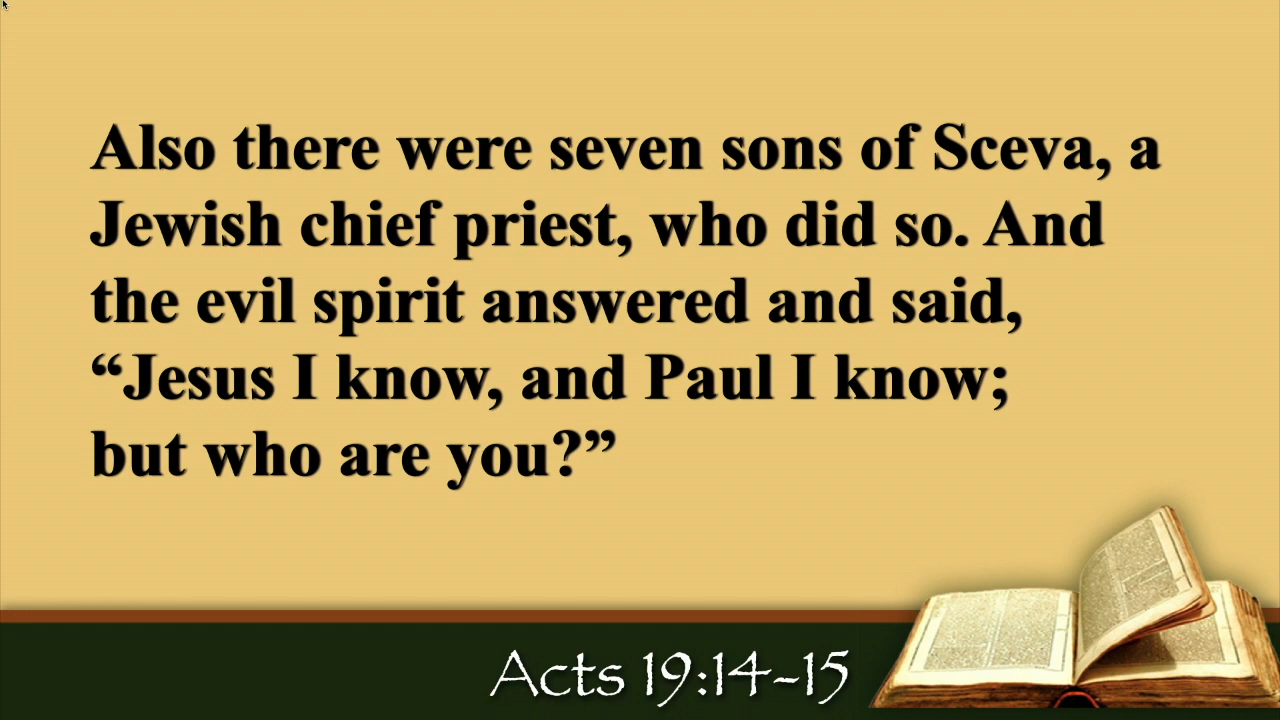 Also there were seven sons of Sceva, a
Jewish chief priest, who did so. And
the evil spirit answered and said,
“Jesus I know, and Paul I know;
but who are you?”
Acts 19:14-15